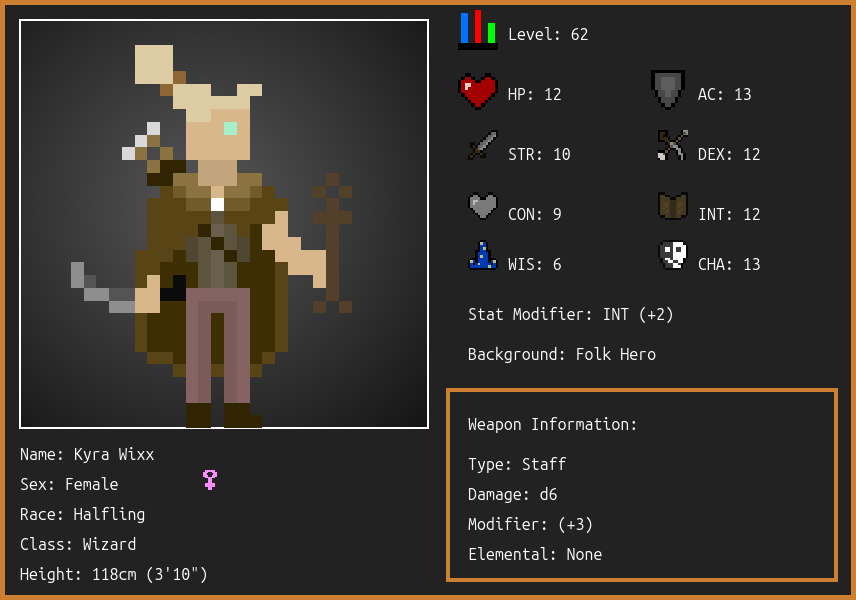 Level: 62
HP: 12
AC: 13
STR: 10
DEX: 12
CON: 9
INT: 12
WIS: 6
CHA: 13
Stat Modifier: INT (+2)
Background: Folk Hero
Weapon Information:
Type: Staff
Damage: d6
Modifier: (+3)
Elemental: None
Name: Kyra Wixx
Sex: Female
Race: Halfling
Class: Wizard
Height: 118cm (3'10")